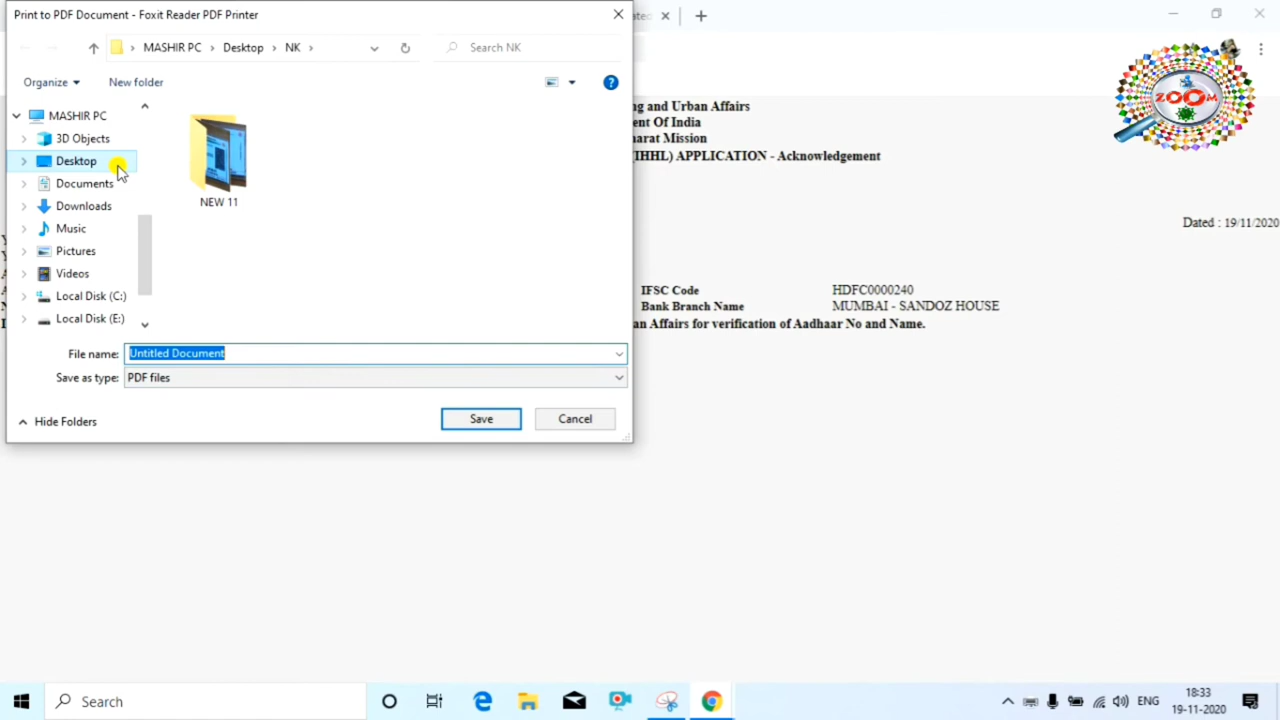 Print to PDF Document - Foxit Reader PDF Printer
MASHIR PC
Desktop
NK
Search NK
Organize
New folder
MASHIR PC
3D Objects
Desktop
Documents
Downloads
Music
Pictures
Videos
Local Disk (C:)
Local Disk (E:)
NEW 11
File name:
Untitled Document
Save as type:
PDF files
Hide Folders
Save
Cancel
ZOOM
ng and Urban Affairs
ent Of India
harat Mission
(IHHL) APPLICATION - Acknowledgement
Dated : 19/11/2020
IFSC Code HDFC0000240
Bank Branch Name MUMBAI - SANDOZ HOUSE
an Affairs for verification of Aadhaar No and Name.
Search
ENG
18:33
19-11-2020